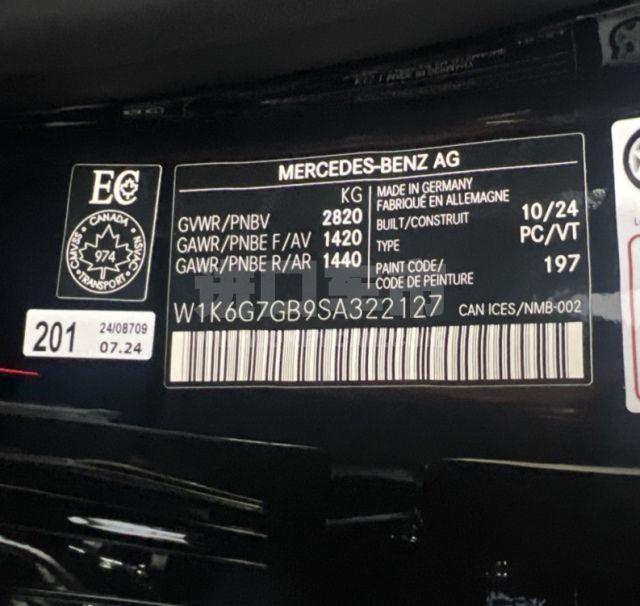 MERCEDES-BENZ AG
KG
GVWR/PNBV 2820
GAWR/PNBE F/AV 1420
GAWR/PNBE R/AR 1440
MADE IN GERMANY
FABRIQUÉ EN ALLEMAGNE
BUILT/CONSTRUIT 10/24
TYPE PC/VT
PAINT CODE/
CODE DE PEINTURE 197
W1K6G7GB9SA322127 CAN ICES/NMB-002
EC
CANADA
CMVSS
NSVAC
974
TRANSPORT
201
24/08709
07.24